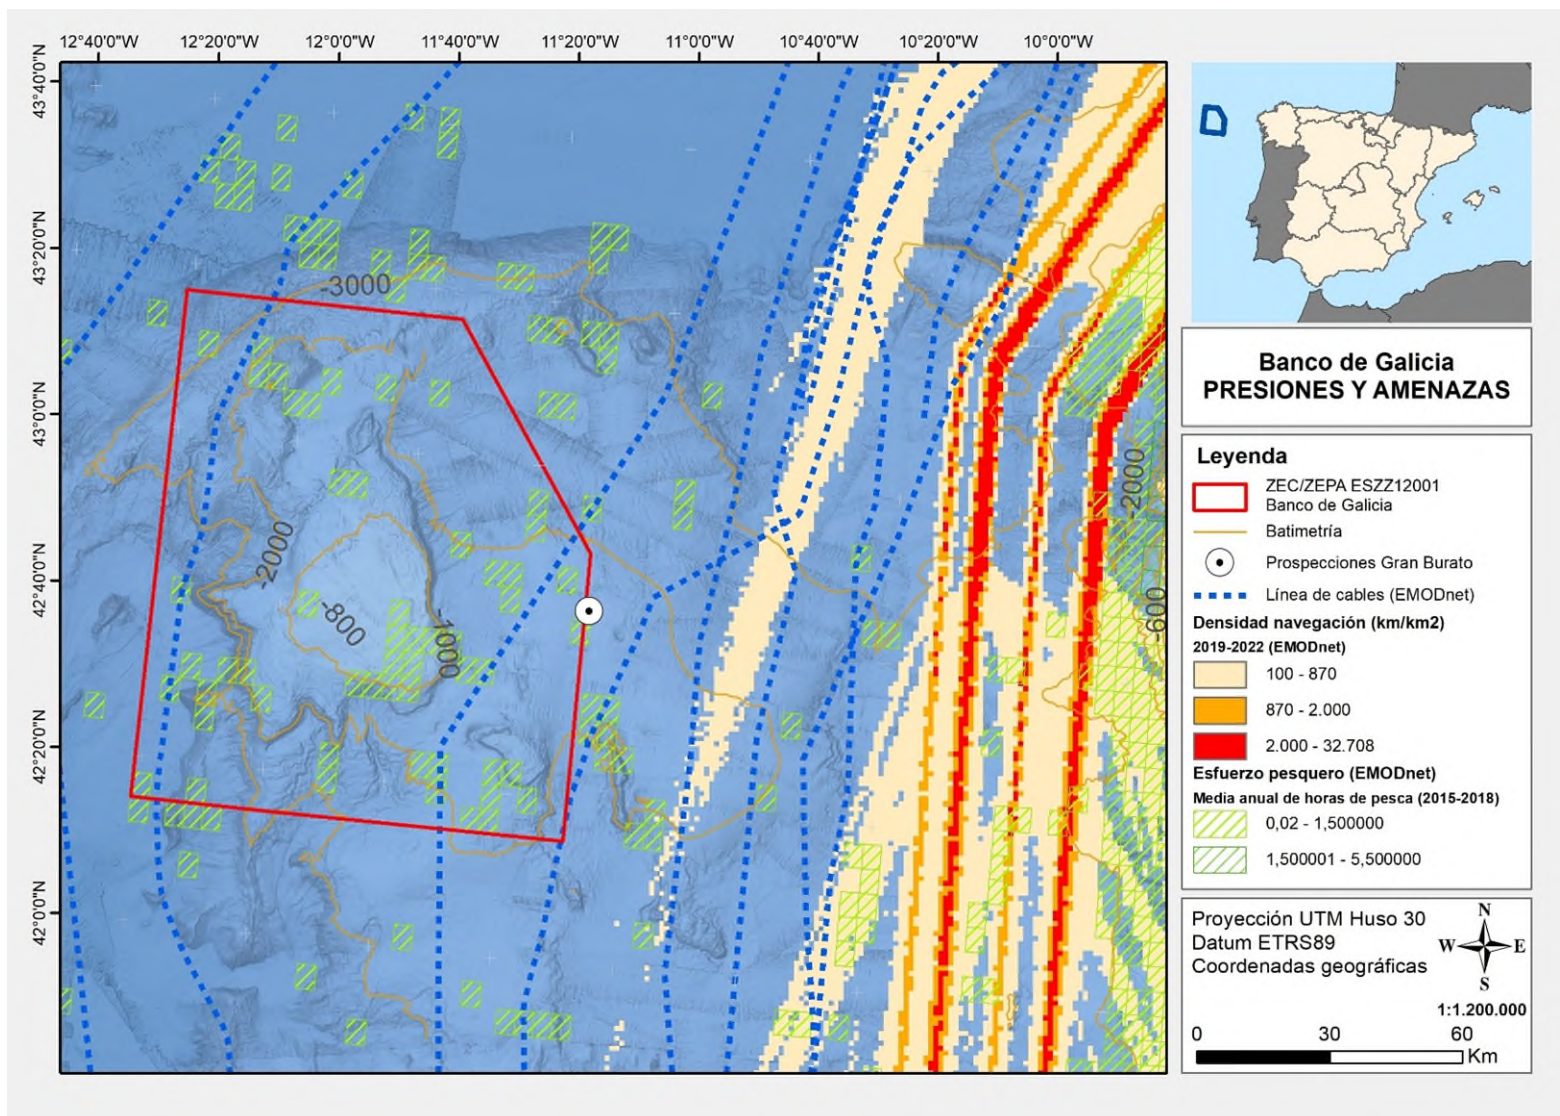 12°40'0"W 12°20'0"W 12°00'0"W 11°40'0"W 11°20'0"W 11°0'0"W 10°40'0"W 10°20'0"W 10°0'0"W
43°40'0"N
43°20'0"N
43°0'0"N
42°40'0"N
42°20'0"N
42°0'0"N
-3000
-2000
-800
-1000
-2000
-600
Banco de Galicia
PRESIONES Y AMENAZAS
Leyenda
ZEC/ZEPA ESZZ12001
Banco de Galicia
Batimetría
Prospecciones Gran Burato
Línea de cables (EMODnet)
Densidad navegación (km/km2)
2019-2022 (EMODnet)
100 - 870
870 - 2.000
2.000 - 32.708
Esfuerzo pesquero (EMODnet)
Media anual de horas de pesca (2015-2018)
0,02 - 1,500000
1,500001 - 5,500000
Proyección UTM Huso 30
Datum ETRS89
Coordenadas geográficas
N
W E
S
1:1.200.000
0 30 60
Km